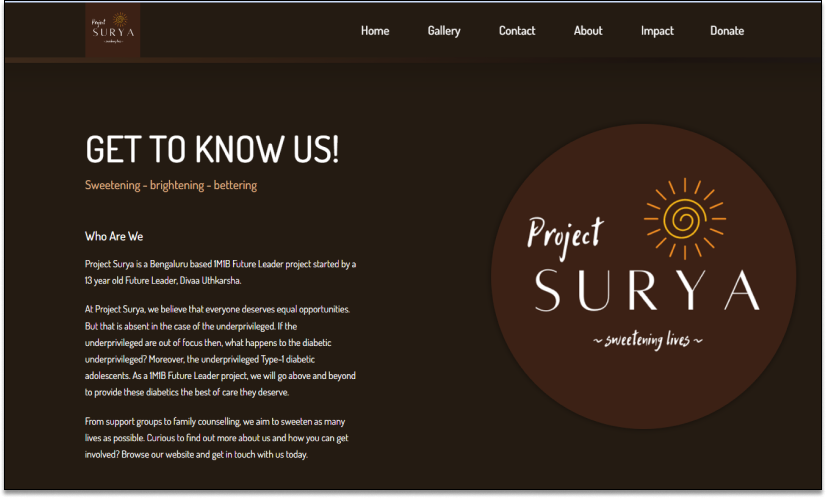 Project
SURYA
~ sweetening lives ~
Home Gallery Contact About Impact Donate
GET TO KNOW US!
Sweetening - brightening - bettering
Who Are We
Project Surya is a Bengaluru based 1M1B Future Leader project started by a
13 year old Future Leader, Divaa Uthkarsha.
At Project Surya, we believe that everyone deserves equal opportunities.
But that is absent in the case of the underprivileged. If the
underprivileged are out of focus then, what happens to the diabetic
underprivileged? Moreover, the underprivileged Type-1 diabetic
adolescents. As a 1M1B Future Leader project, we will go above and beyond
to provide these diabetics the best of care they deserve.
From support groups to family counselling, we aim to sweeten as many
lives as possible. Curious to find out more about us and how you can get
involved? Browse our website and get in touch with us today.
Project
SURYA
~ sweetening lives ~